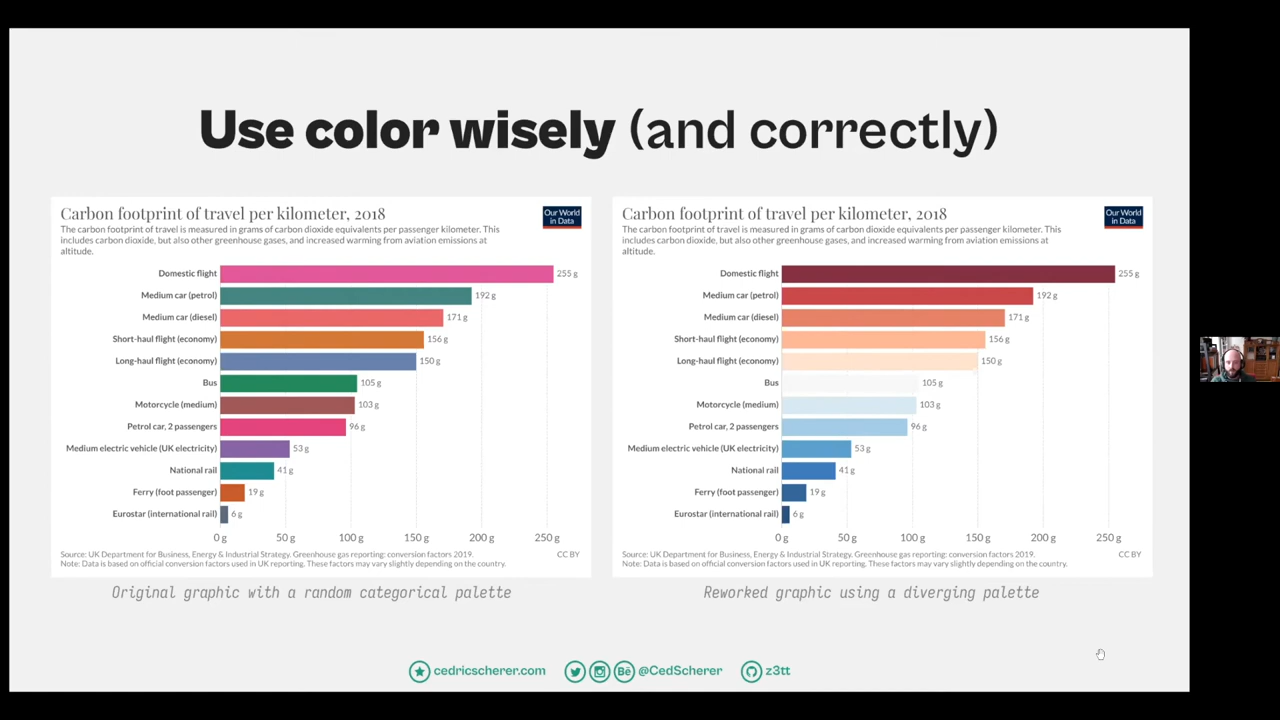 Use color wisely (and correctly)
Carbon footprint of travel per kilometer, 2018
Our World
in Data
The carbon footprint of travel is measured in grams of carbon dioxide equivalents per passenger kilometer. This
includes carbon dioxide, but also other greenhouse gases, and increased warming from aviation emissions at
altitude.
Domestic flight 255 g
Medium car (petrol) 192 g
Medium car (diesel) 171 g
Short-haul flight (economy) 156 g
Long-haul flight (economy) 150 g
Bus 105 g
Motorcycle (medium) 103 g
Petrol car, 2 passengers 96 g
Medium electric vehicle (UK electricity) 53 g
National rail 41 g
Ferry (foot passenger) 19 g
Eurostar (international rail) 6 g
0 g 50 g 100 g 150 g 200 g 250 g
Source: UK Department for Business, Energy & Industrial Strategy. Greenhouse gas reporting: conversion factors 2019. CC BY
Note: Data is based on official conversion factors used in UK reporting. These factors may vary slightly depending on the country.
Original graphic with a random categorical palette
Carbon footprint of travel per kilometer, 2018
Our World
in Data
The carbon footprint of travel is measured in grams of carbon dioxide equivalents per passenger kilometer. This
includes carbon dioxide, but also other greenhouse gases, and increased warming from aviation emissions at
altitude.
Domestic flight 255 g
Medium car (petrol) 192 g
Medium car (diesel) 171 g
Short-haul flight (economy) 156 g
Long-haul flight (economy) 150 g
Bus 105 g
Motorcycle (medium) 103 g
Petrol car, 2 passengers 96 g
Medium electric vehicle (UK electricity) 53 g
National rail 41 g
Ferry (foot passenger) 19 g
Eurostar (international rail) 6 g
0 g 50 g 100 g 150 g 200 g 250 g
Source: UK Department for Business, Energy & Industrial Strategy. Greenhouse gas reporting: conversion factors 2019. CC BY
Note: Data is based on official conversion factors used in UK reporting. These factors may vary slightly depending on the country.
Reworked graphic using a diverging palette
cedricscherer.com Bē @CedScherer z3tt